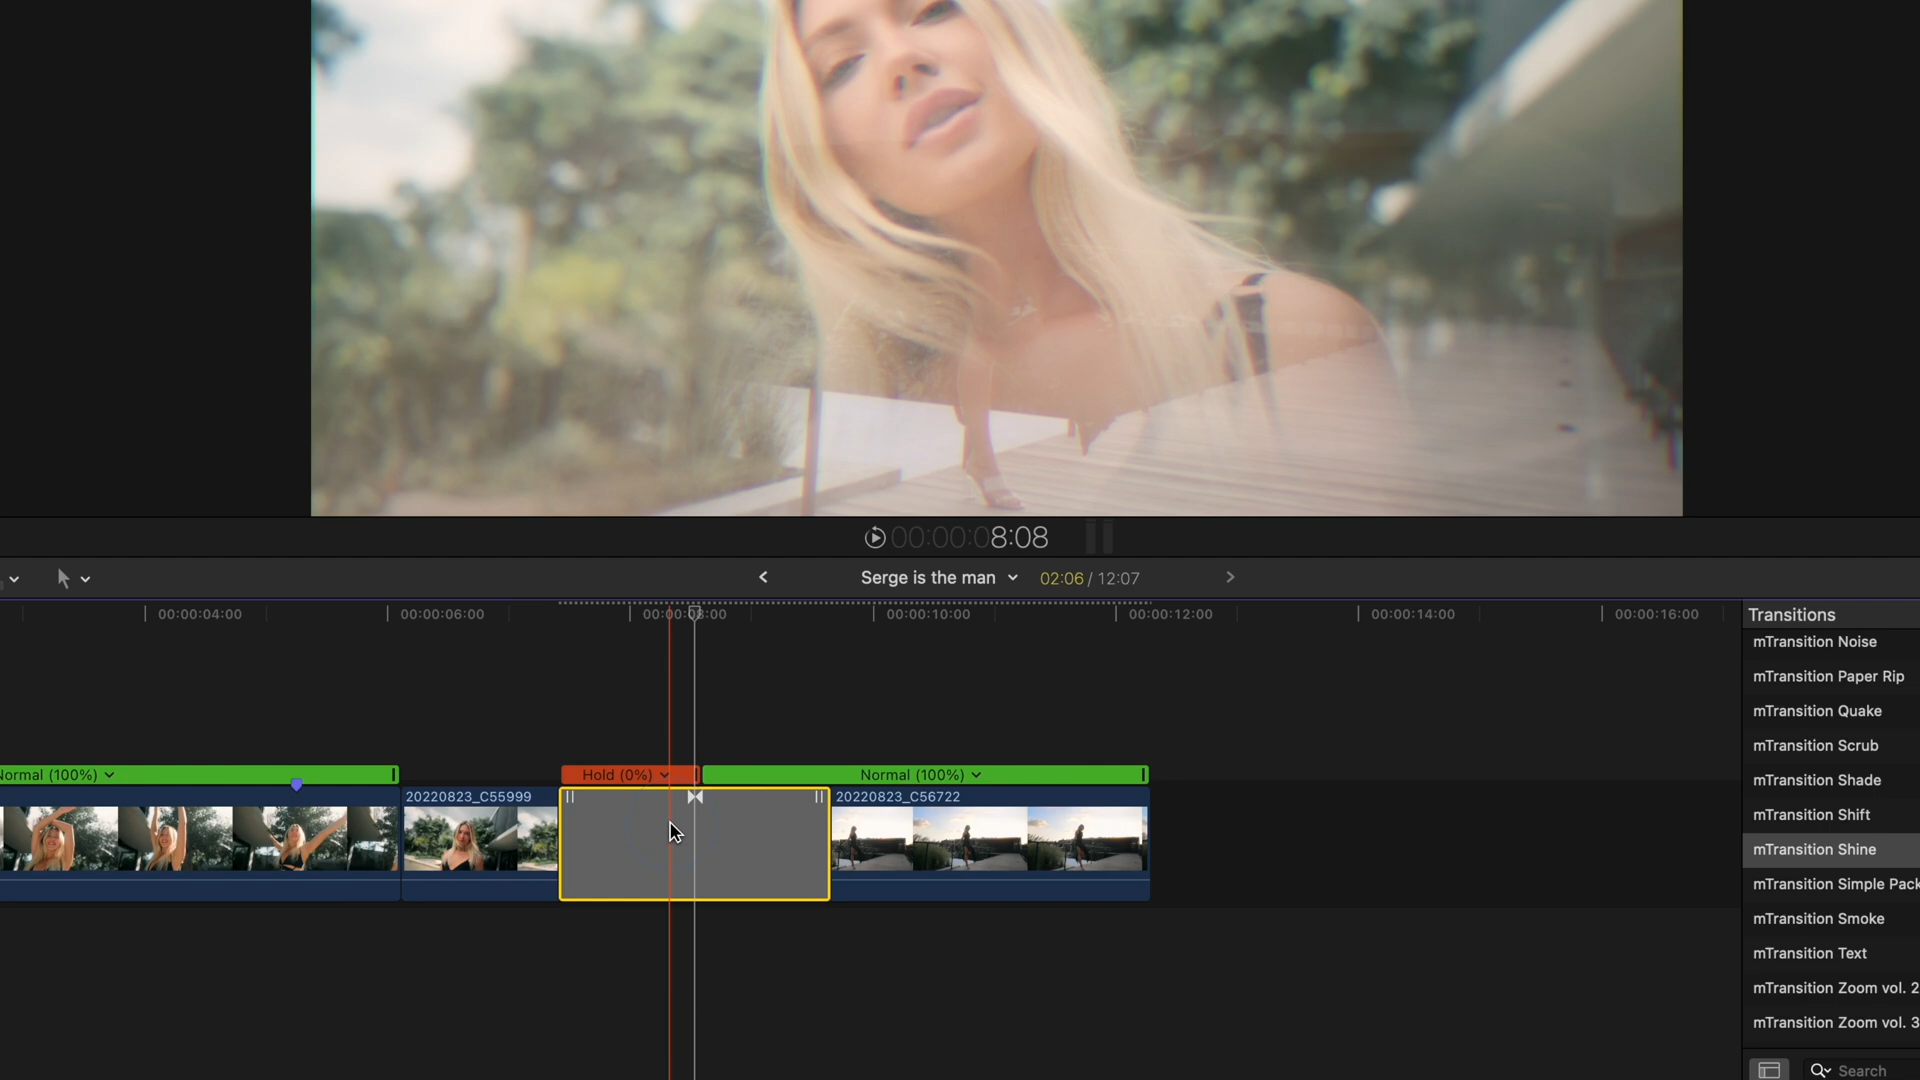 00:00:08:08
Serge is the man 02:06 / 12:07
00:00:04:00 00:00:06:00 00:00:08:00 00:00:10:00 00:00:12:00 00:00:14:00 00:00:16:00
Normal (100%) Hold (0%) Normal (100%)
20220823_C55999 20220823_C56722
Transitions
mTransition Noise
mTransition Paper Rip
mTransition Quake
mTransition Scrub
mTransition Shade
mTransition Shift
mTransition Shine
mTransition Simple Pack
mTransition Smoke
mTransition Text
mTransition Zoom vol. 2
mTransition Zoom vol. 3
Search